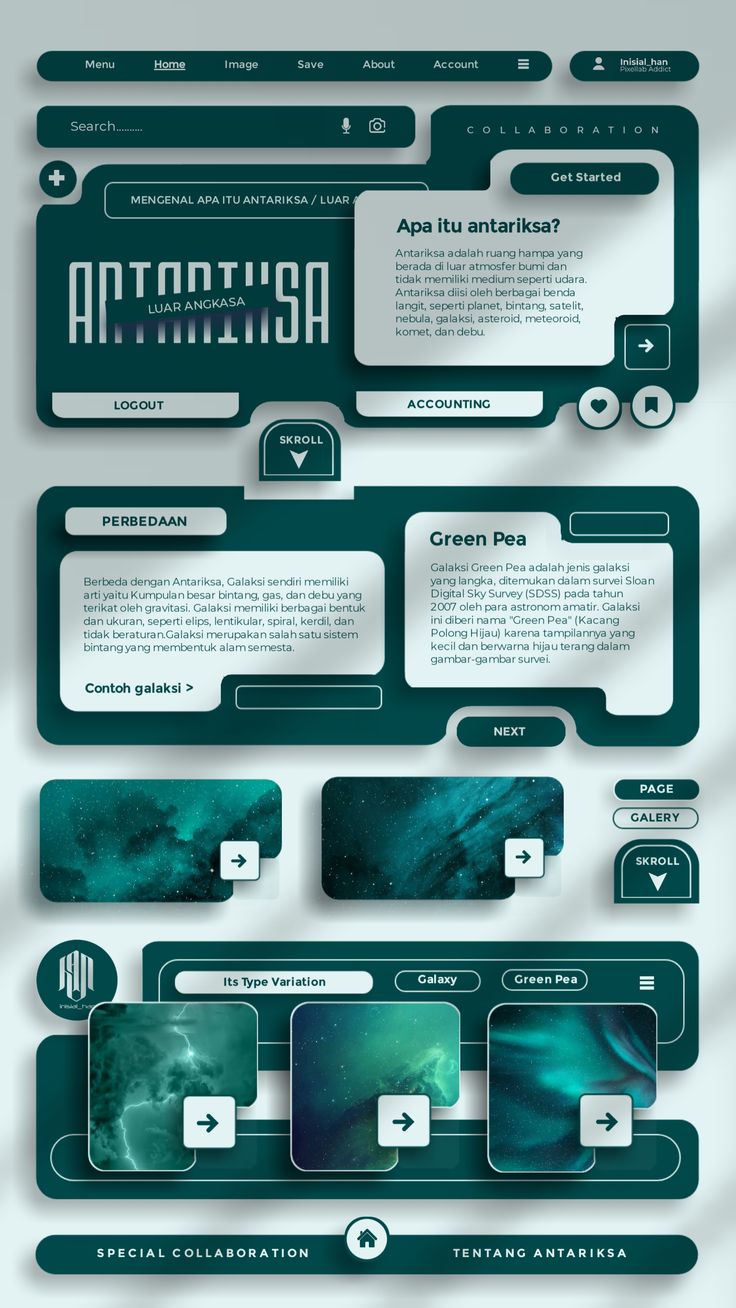 Menu Home Image Save About Account
Inisial_han
Pixellab Addict
Search..........
COLLABORATION
Get Started
MENGENAL APA ITU ANTARIKSA / LUAR A
Apa itu antariksa?
Antariksa adalah ruang hampa yang
berada di luar atmosfer bumi dan
tidak memiliki medium seperti udara.
Antariksa diisi oleh berbagai benda
langit, seperti planet, bintang, satelit,
nebula, galaksi, asteroid, meteoroid,
komet, dan debu.
ANTARIKSA
LUAR ANGKASA
LOGOUT
ACCOUNTING
SKROLL
PERBEDAAN
Berbeda dengan Antariksa, Galaksi sendiri memiliki
arti yaitu Kumpulan besar bintang, gas, dan debu yang
terikat oleh gravitasi. Galaksi memiliki berbagai bentuk
dan ukuran, seperti elips, lentikular, spiral, kerdil, dan
tidak beraturan.Galaksi merupakan salah satu sistem
bintang yang membentuk alam semesta.
Contoh galaksi >
Green Pea
Galaksi Green Pea adalah jenis galaksi
yang langka, ditemukan dalam survei Sloan
Digital Sky Survey (SDSS) pada tahun
2007 oleh para astronom amatir. Galaksi
ini diberi nama "Green Pea" (Kacang
Polong Hijau) karena tampilannya yang
kecil dan berwarna hijau terang dalam
gambar-gambar survei.
NEXT
PAGE
GALERY
SKROLL
inisial_han
Its Type Variation
Galaxy
Green Pea
SPECIAL COLLABORATION
TENTANG ANTARIKSA